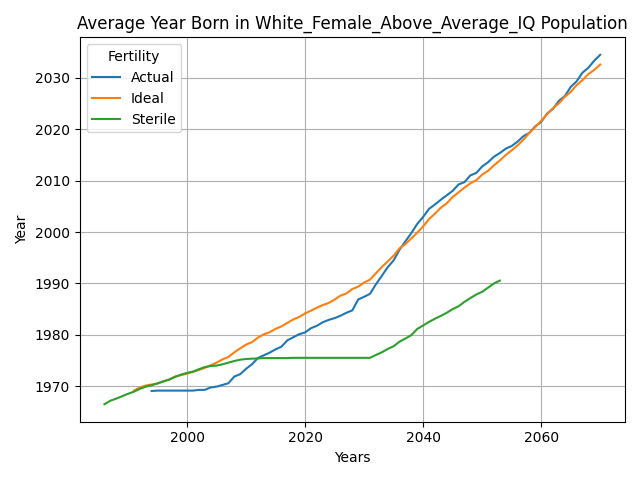 Average Year Born in White_Female_Above_Average_IQ Population
Fertility
Actual
Ideal
Sterile
Year
2030
2020
2010
2000
1990
1980
1970
2000
2020
2040
2060
Years